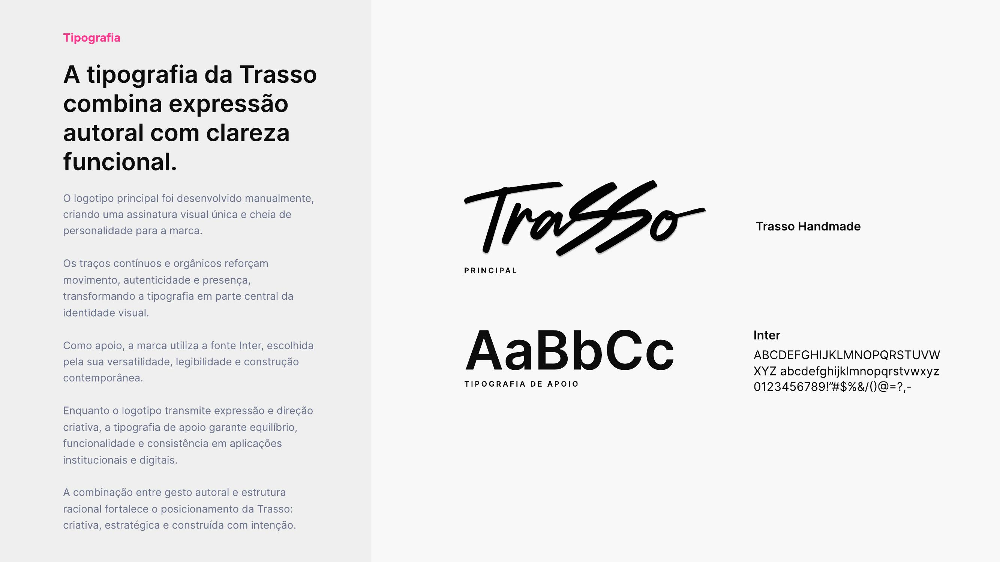 Tipografia
A tipografia da Trasso
combina expressão
autoral com clareza
funcional.
O logotipo principal foi desenvolvido manualmente,
criando uma assinatura visual única e cheia de
personalidade para a marca.
Os traços contínuos e orgânicos reforçam
movimento, autenticidade e presença,
transformando a tipografia em parte central da
identidade visual.
Como apoio, a marca utiliza a fonte Inter, escolhida
pela sua versatilidade, legibilidade e construção
contemporânea.
Enquanto o logotipo transmite expressão e direção
criativa, a tipografia de apoio garante equilíbrio,
funcionalidade e consistência em aplicações
institucionais e digitais.
A combinação entre gesto autoral e estrutura
racional fortalece o posicionamento da Trasso:
criativa, estratégica e construída com intenção.
Trasso
PRINCIPAL
Trasso Handmade
AaBbCc
TIPOGRAFIA DE APOIO
Inter
ABCDEFGHIJKLMNOPQRSTUVW
XYZ abcdefghijklmnopqrstvwxyz
0123456789!”#$%&/()@=?,-